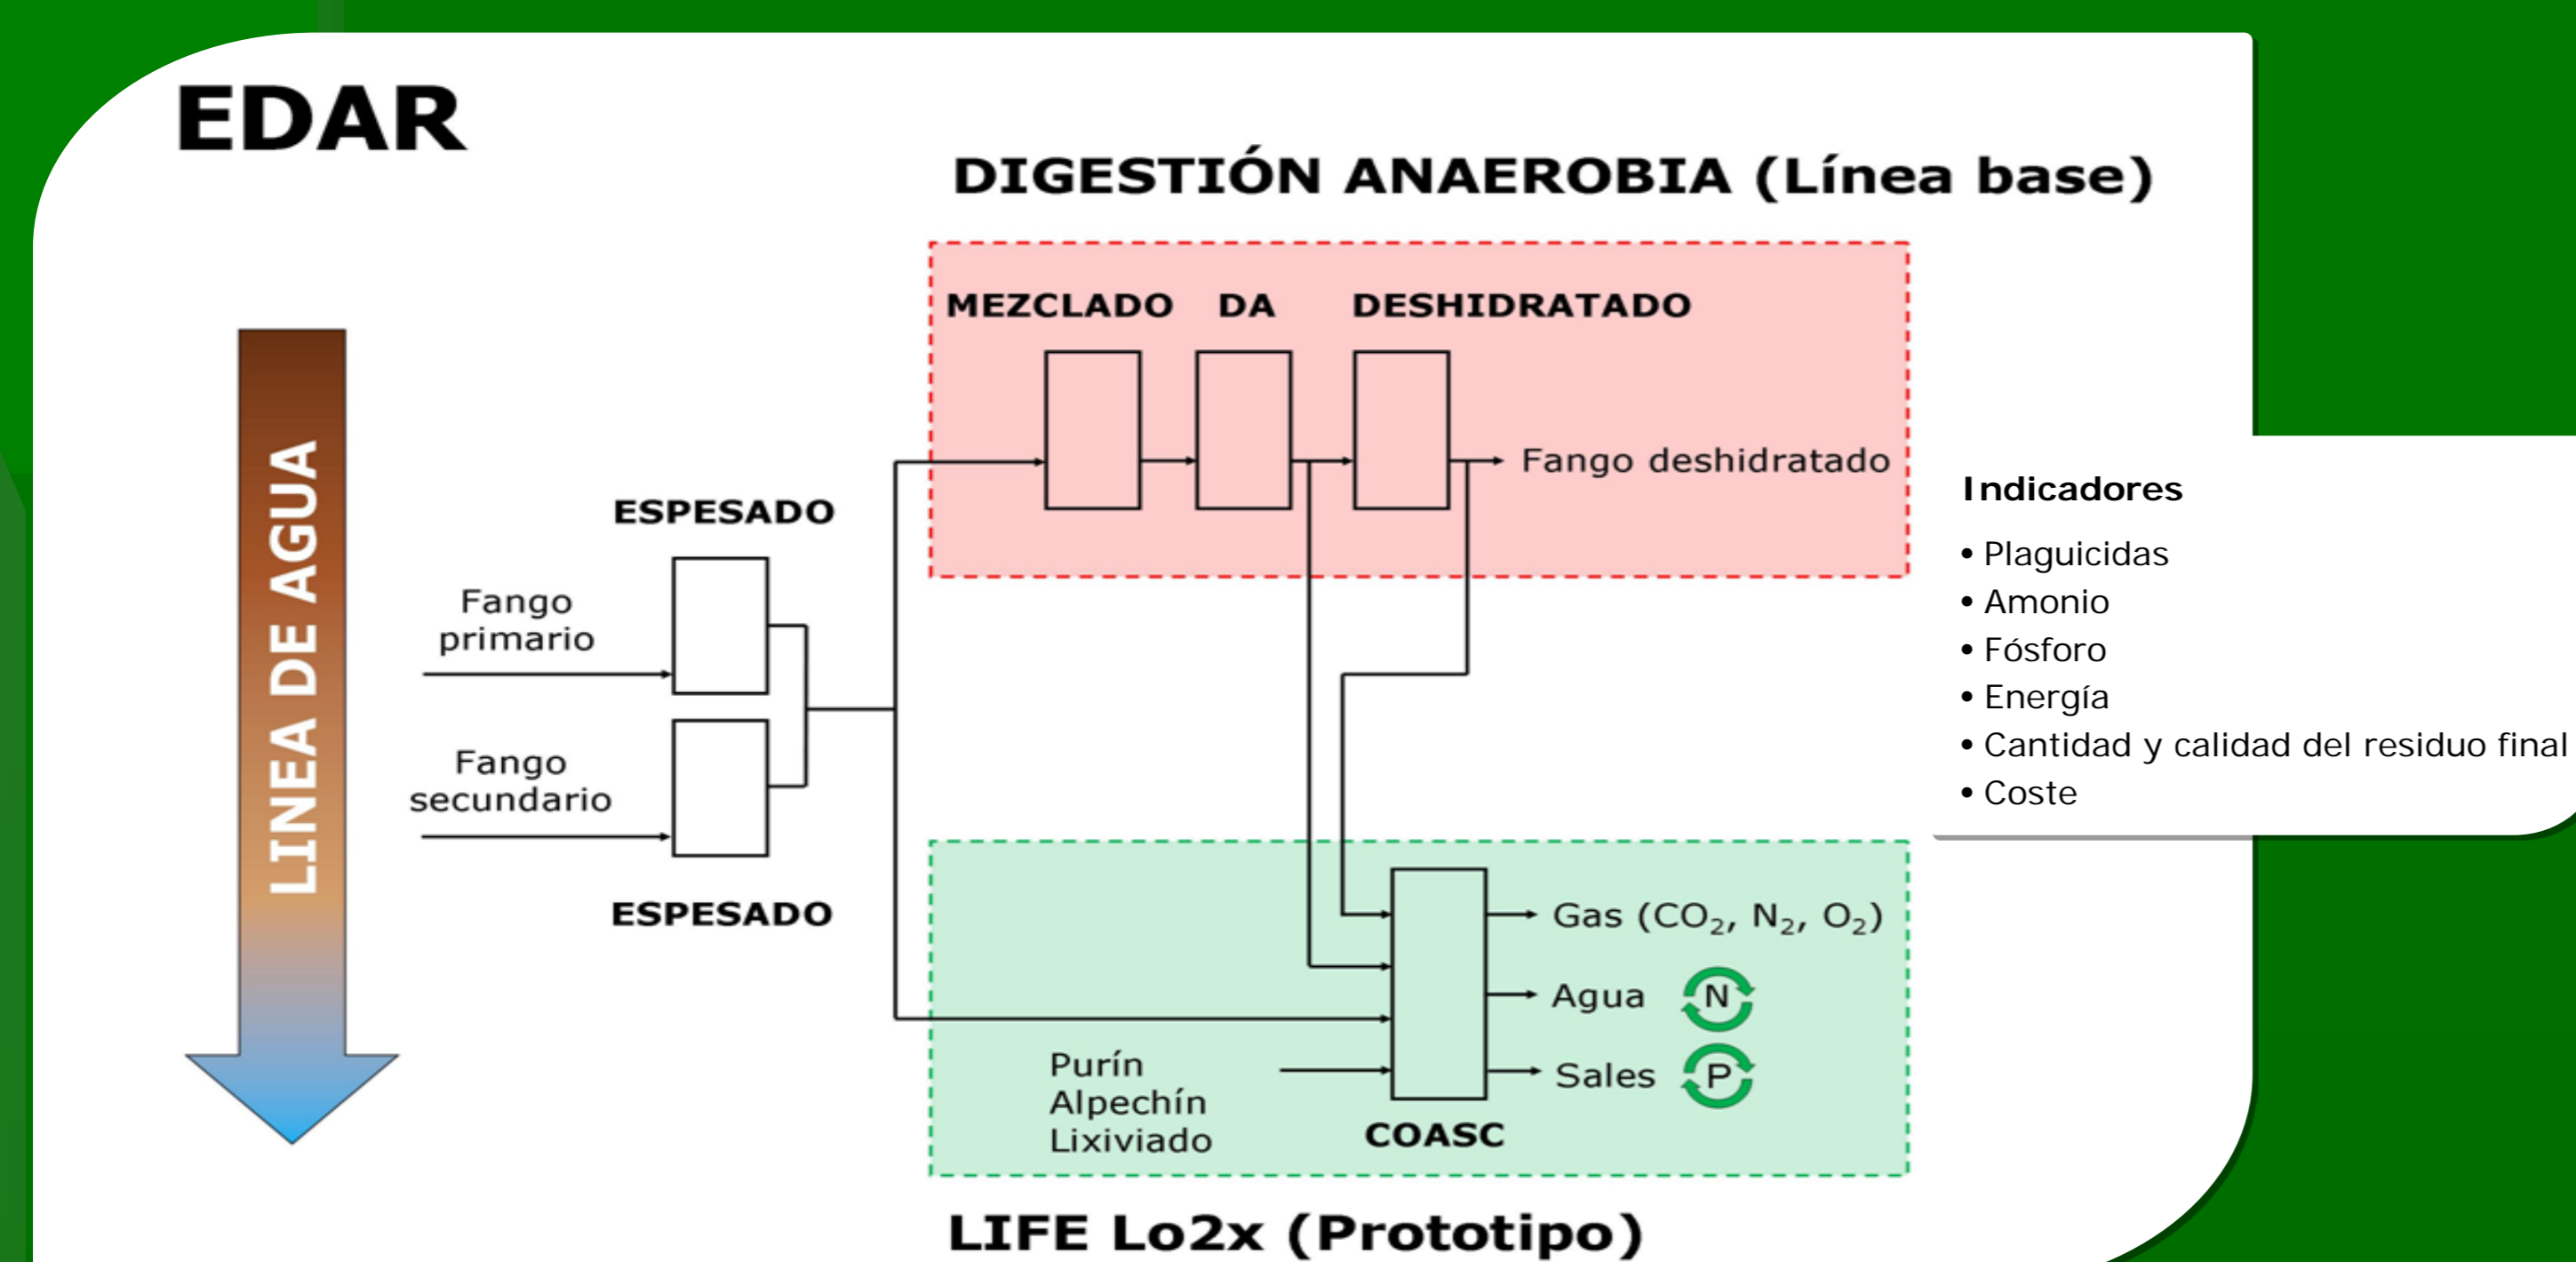 EDAR
DIGESTIÓN ANAEROBIA (Línea base)
MEZCLADO DA DESHIDRATADO
Fango deshidratado
LINEA DE AGUA
ESPESADO
Fango
primario
Fango
secundario
ESPESADO
Indicadores
• Plaguicidas
• Amonio
• Fósforo
• Energía
• Cantidad y calidad del residuo final
• Coste
Gas (CO₂, N₂, O₂)
Agua N
Sales P
Purín
Alpechín
Lixiviado
COASC
LIFE Lo2x (Prototipo)